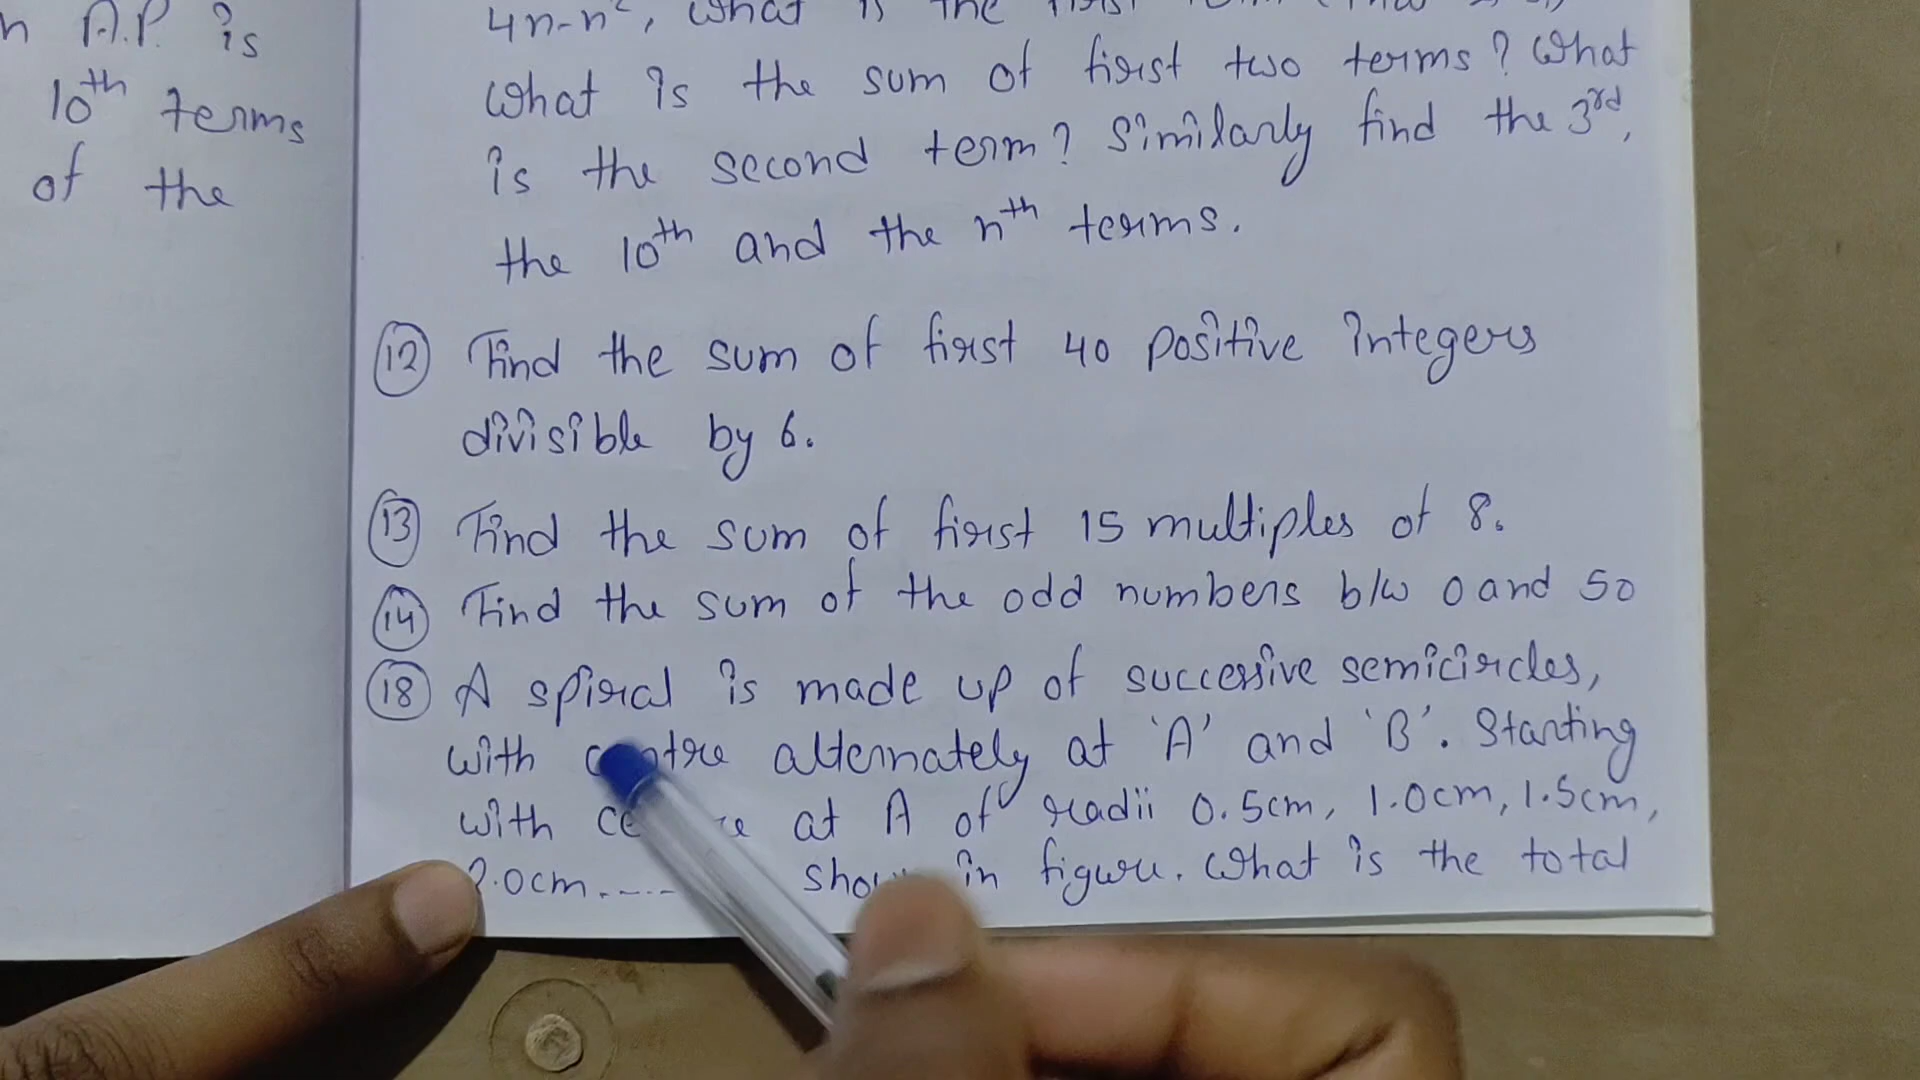 n A.P. is
10th terms
of the
4n-n², what is the
what is the sum of first two terms? What
is the second term? Similarly find the 3rd,
the 10th and the nth terms.
12 Find the sum of first 40 positive integers
divisible by 6.
13 Find the sum of first 15 multiples of 8.
14 Find the sum of the odd numbers b/w 0 and 50
18 A spiral is made up of successive semicircles,
with alternately at 'A' and 'B'. Starting
with at A of radii 0.5cm, 1.0cm, 1.5cm,
2.0cm...... in figure. What is the total